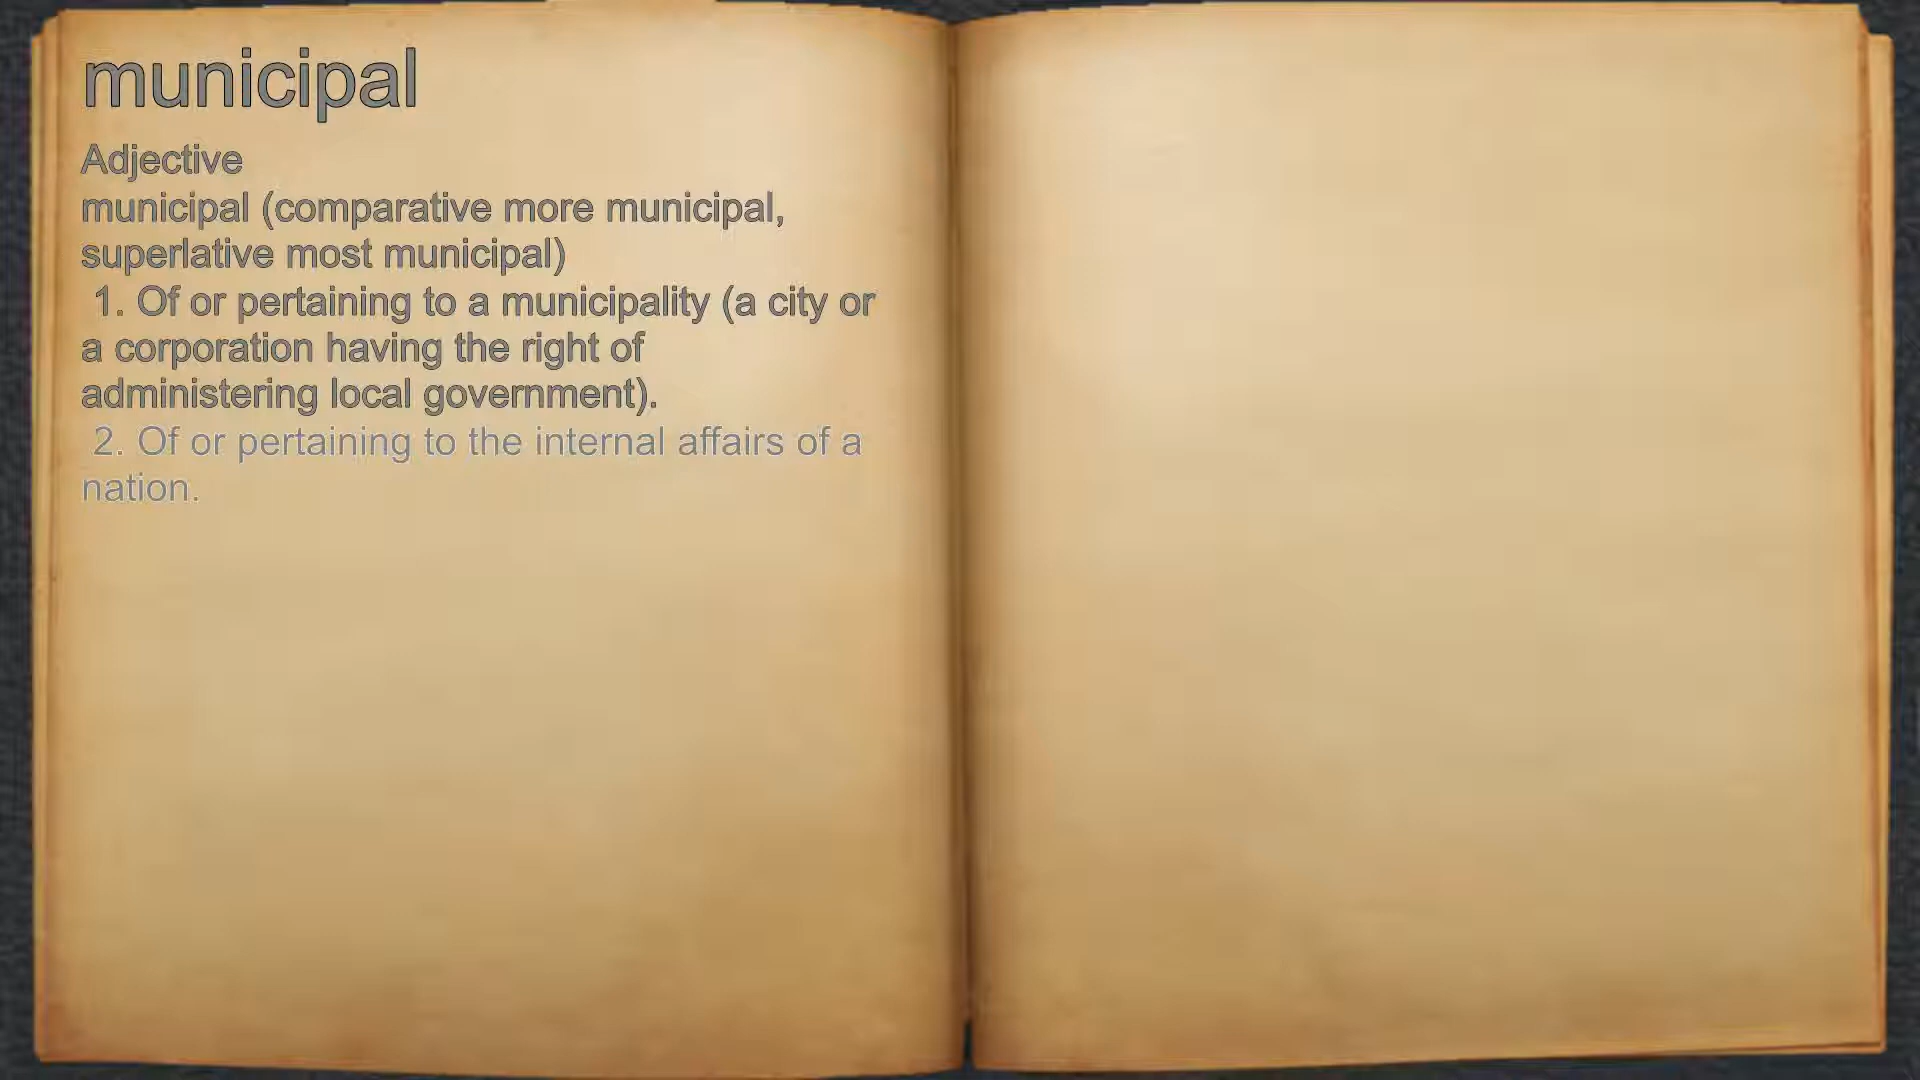 municipal
Adjective
municipal (comparative more municipal,
superlative most municipal)
1. Of or pertaining to a municipality (a city or
a corporation having the right of
administering local government).
2. Of or pertaining to the internal affairs of a
nation.